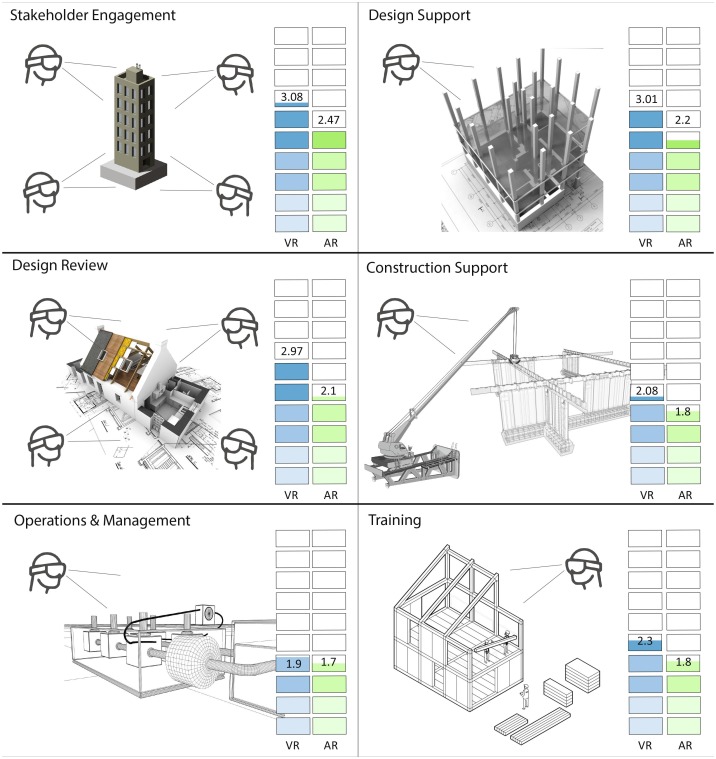 Stakeholder Engagement
3.08
2.47
VR AR
Design Support
3.01
2.2
VR AR
Design Review
2.97
2.1
VR AR
Construction Support
2.08
1.8
VR AR
Operations & Management
1.9 1.7
VR AR
Training
2.3
1.8
VR AR